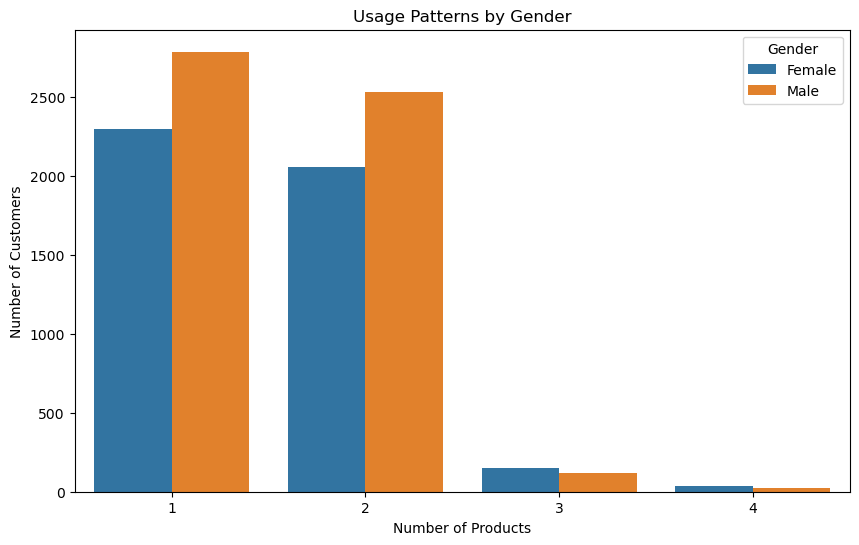 Usage Patterns by Gender
Gender
Female
Male
Number of Customers
2500
2000
1500
1000
500
0
1 2 3 4
Number of Products